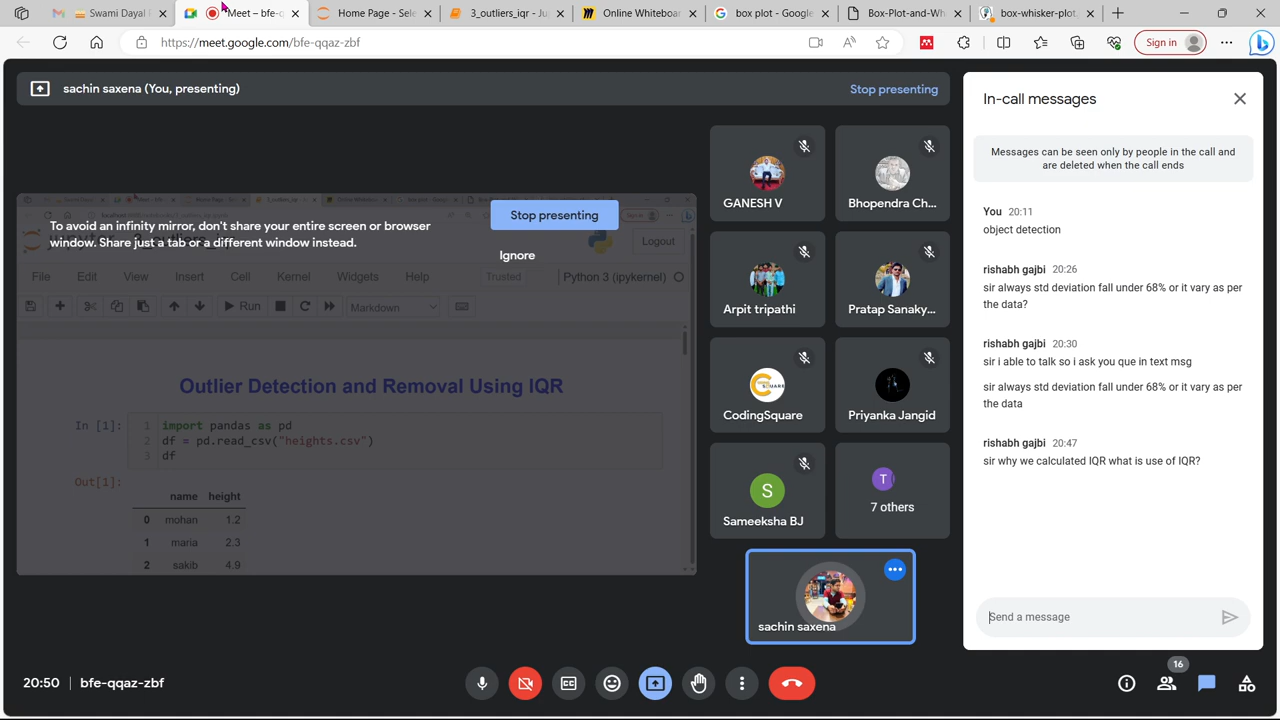 Swami Dayal F
Meet – bfe-q
Home Page - Sele
3_outliers_iqr - Ju
Online Whiteboar
box plot - Google
Box-Plot-and-Wh
box-whisker-plot.
https://meet.google.com/bfe-qqaz-zbf
Sign in
sachin saxena (You, presenting)
Stop presenting
To avoid an infinity mirror, don't share your entire screen or browser
window. Share just a tab or a different window instead.
Stop presenting
Ignore
Logout
File Edit View Insert Cell Kernel Widgets Help
Trusted
Python 3 (ipykernel)
Run
Markdown
Outlier Detection and Removal Using IQR
In [1]:
1 import pandas as pd
2 df = pd.read_csv("heights.csv")
3 df
Out[1]:
name height
0 mohan 1.2
1 maria 2.3
2 sakib 4.9
GANESH V
Bhopendra Ch...
Arpit tripathi
Pratap Sanaky...
CODING SQUARE
CodingSquare
Priyanka Jangid
S
Sameeksha BJ
T
7 others
sachin saxena
In-call messages
Messages can be seen only by people in the call and
are deleted when the call ends
You 20:11
object detection
rishabh gajbi 20:26
sir always std deviation fall under 68% or it vary as per
the data?
rishabh gajbi 20:30
sir i able to talk so i ask you que in text msg
sir always std deviation fall under 68% or it vary as per
the data
rishabh gajbi 20:47
sir why we calculated IQR what is use of IQR?
Send a message
20:50 | bfe-qqaz-zbf
16